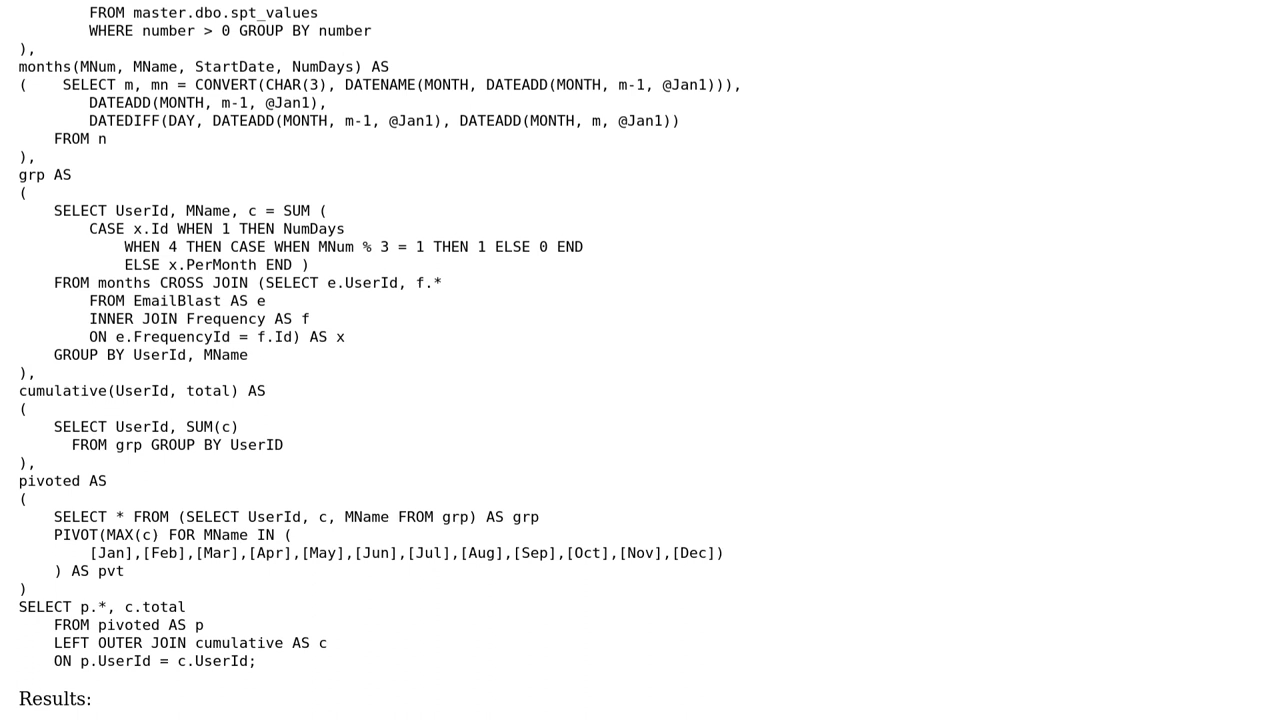 FROM master.dbo.spt_values
        WHERE number > 0 GROUP BY number
),
months(MNum, MName, StartDate, NumDays) AS
(    SELECT m, mn = CONVERT(CHAR(3), DATENAME(MONTH, DATEADD(MONTH, m-1, @Jan1))),
        DATEADD(MONTH, m-1, @Jan1),
        DATEDIFF(DAY, DATEADD(MONTH, m-1, @Jan1), DATEADD(MONTH, m, @Jan1))
    FROM n
),
grp AS
(
    SELECT UserId, MName, c = SUM (
        CASE x.Id WHEN 1 THEN NumDays
            WHEN 4 THEN CASE WHEN MNum % 3 = 1 THEN 1 ELSE 0 END
            ELSE x.PerMonth END )
    FROM months CROSS JOIN (SELECT e.UserId, f.*
        FROM EmailBlast AS e
        INNER JOIN Frequency AS f
        ON e.FrequencyId = f.Id) AS x
    GROUP BY UserId, MName
),
cumulative(UserId, total) AS
(
    SELECT UserId, SUM(c)
      FROM grp GROUP BY UserID
),
pivoted AS
(
    SELECT * FROM (SELECT UserId, c, MName FROM grp) AS grp
    PIVOT(MAX(c) FOR MName IN (
        [Jan],[Feb],[Mar],[Apr],[May],[Jun],[Jul],[Aug],[Sep],[Oct],[Nov],[Dec])
    ) AS pvt
)
SELECT p.*, c.total
    FROM pivoted AS p
    LEFT OUTER JOIN cumulative AS c
    ON p.UserId = c.UserId;
Results: